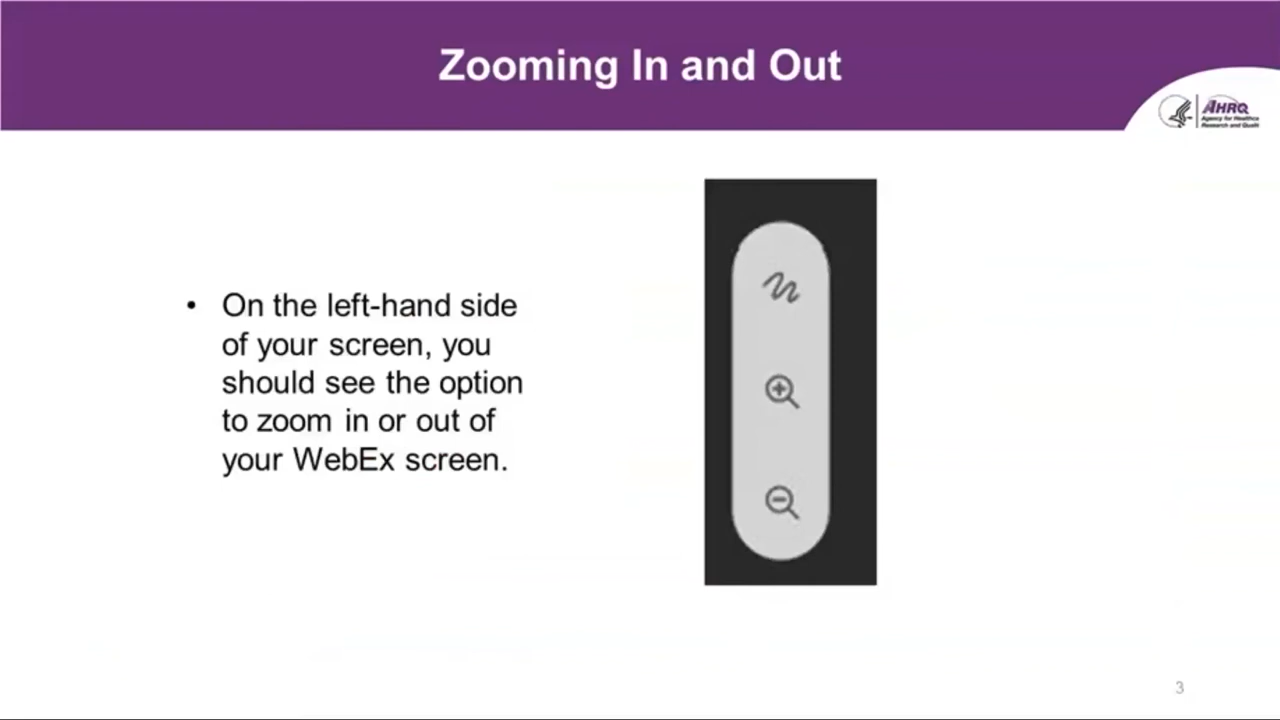 Zooming In and Out
AHRQ
Agency for Healthcare
Research and Quality
• On the left-hand side
of your screen, you
should see the option
to zoom in or out of
your WebEx screen.
3